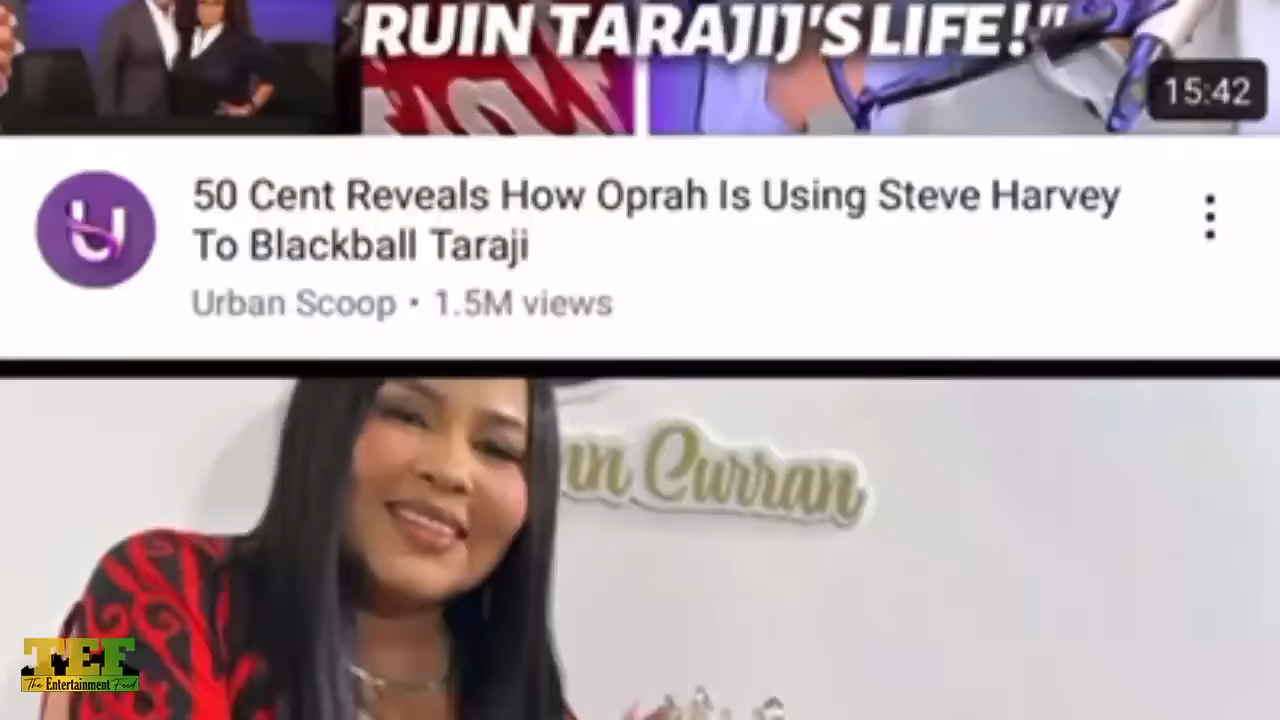 RUIN TARAJIJ'S LIFE!"
15:42
50 Cent Reveals How Oprah Is Using Steve Harvey
To Blackball Taraji
Urban Scoop • 1.5M views
Curran
TEF
The Entertainment Feed